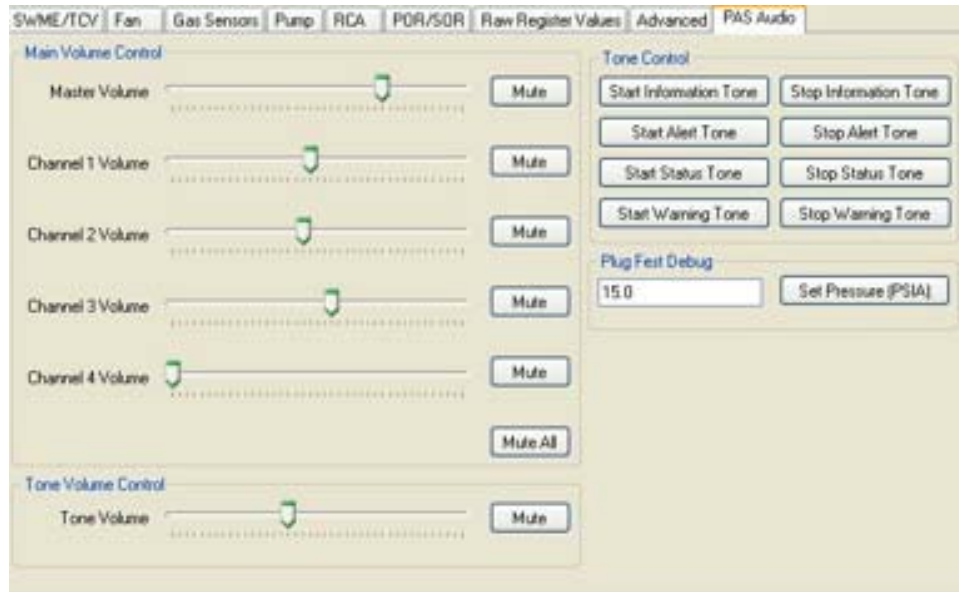 SWME/TCV Fan Gas Sensors Pump RCA POR/SOR Raw Register Values Advanced PAS Audio
Main Volume Control
Master Volume Mute
Channel 1 Volume Mute
Channel 2 Volume Mute
Channel 3 Volume Mute
Channel 4 Volume Mute
Mute All
Tone Volume Control
Tone Volume Mute
Tone Control
Start Information Tone Stop Information Tone
Start Alert Tone Stop Alert Tone
Start Status Tone Stop Status Tone
Start Warning Tone Stop Warning Tone
Plug Fest Debug
15.0 Set Pressure (PSIA)